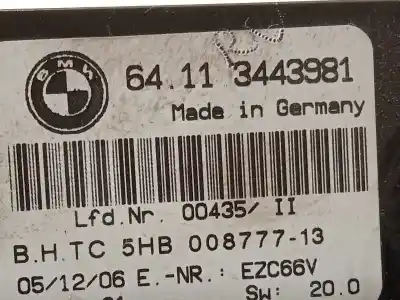 BMW
64.11 3443981
Made in Germany
Lfd.Nr. 00435/ II
B.H.TC 5HB 008777-13
05/12/06 E.-NR.: EZC66V
SW: 20.0